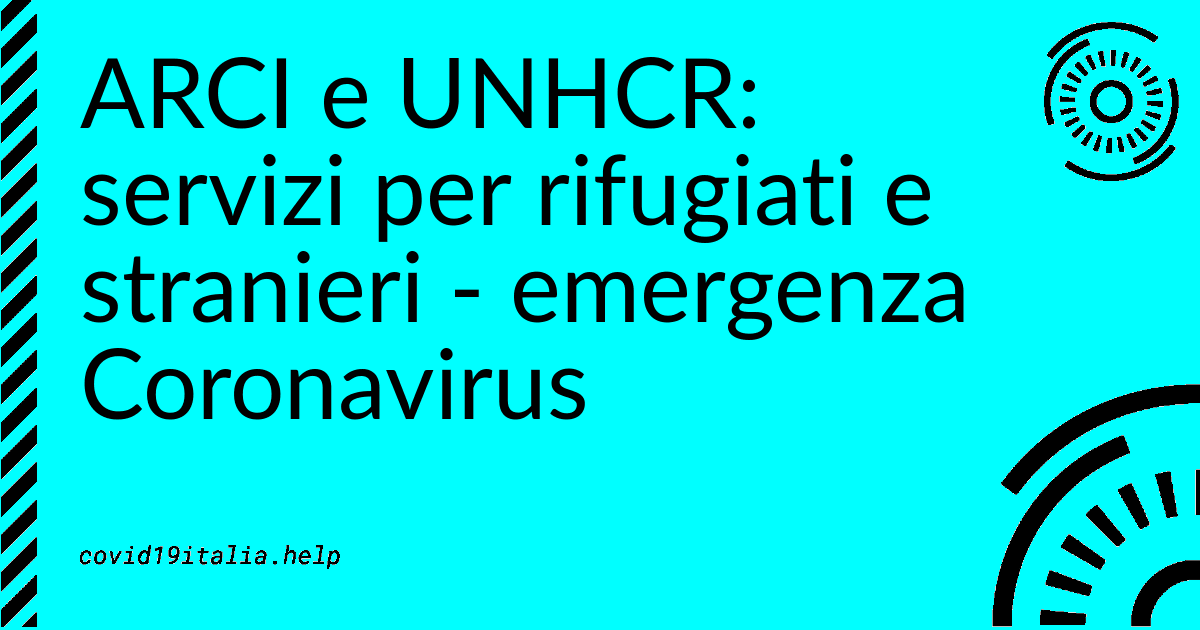 ARCI e UNHCR:
servizi per rifugiati e
stranieri - emergenza
Coronavirus
covid19italia.help